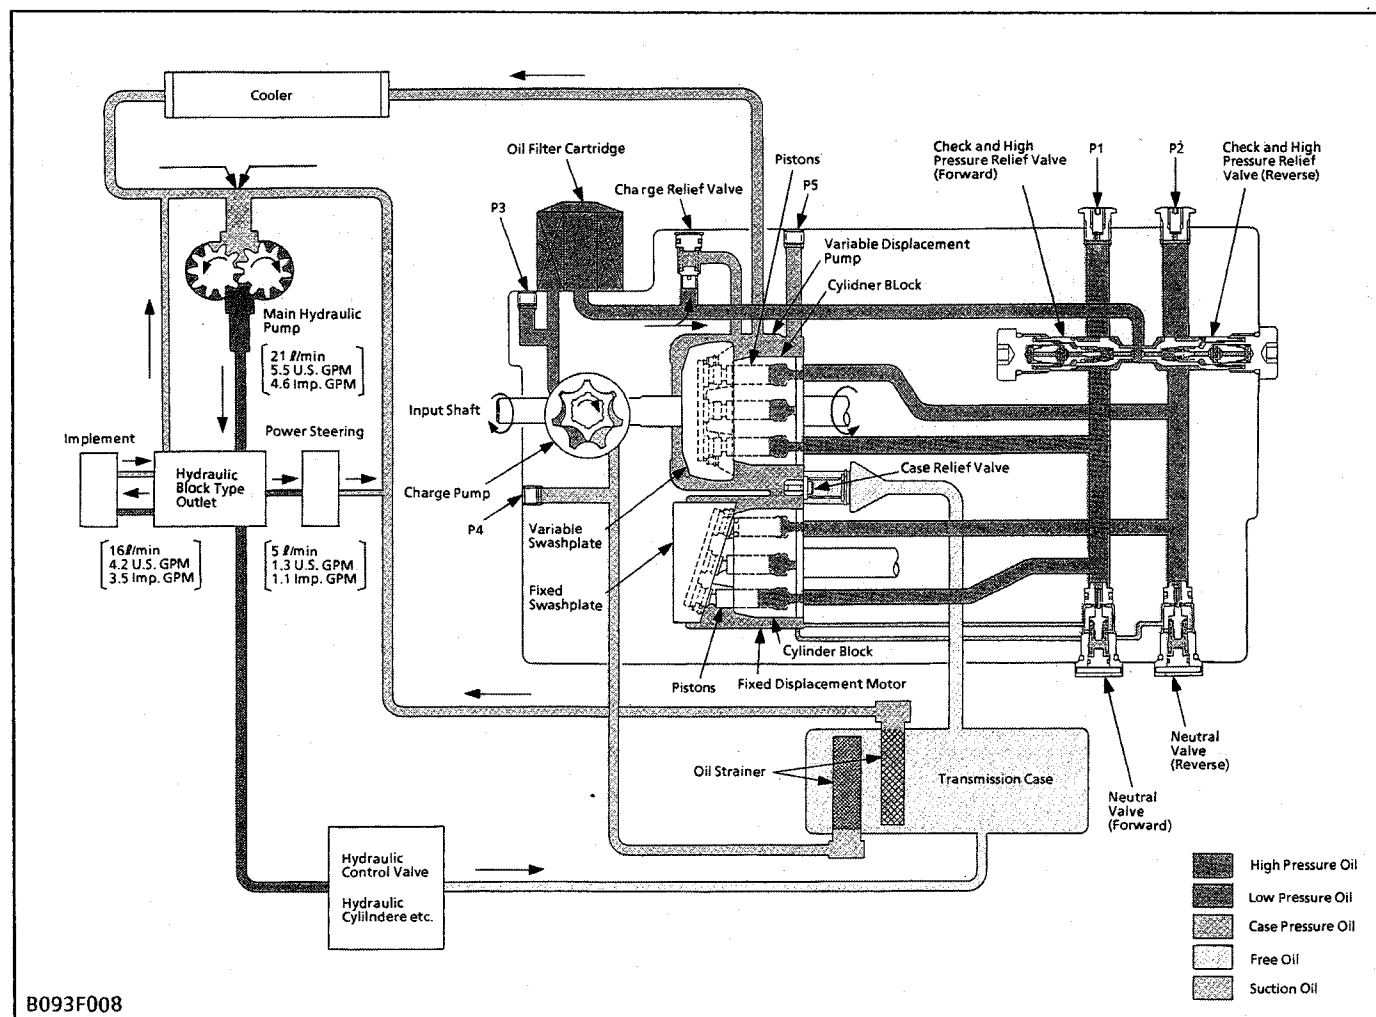 Cooler
Oil Filter Cartridge
P3
Charge Relief Valve
Pistons
P5
Variable Displacement
Pump
Cylidner BLock
Check and High
Pressure Relief Valve
(Forward)
P1
P2
Check and High
Pressure Relief
Valve (Reverse)
Main Hydraulic
Pump
21 ℓ/min
5.5 U.S. GPM
4.6 Imp. GPM
Input Shaft
Implement
Power Steering
Hydraulic
Block Type
Outlet
Charge Pump
P4
Case Relief Valve
Variable
Swashplate
Fixed
Swashplate
16ℓ/min
4.2 U.S. GPM
3.5 Imp. GPM
5 ℓ/min
1.3 U.S. GPM
1.1 Imp. GPM
Cylinder Block
Pistons
Fixed Displacement Motor
Oil Strainer
Transmission Case
Neutral
Valve
(Reverse)
Neutral
Valve
(Forward)
Hydraulic
Control Valve
Hydraulic
Cylilndere etc.
High Pressure Oil
Low Pressure Oil
Case Pressure Oil
Free Oil
Suction Oil
B093F008